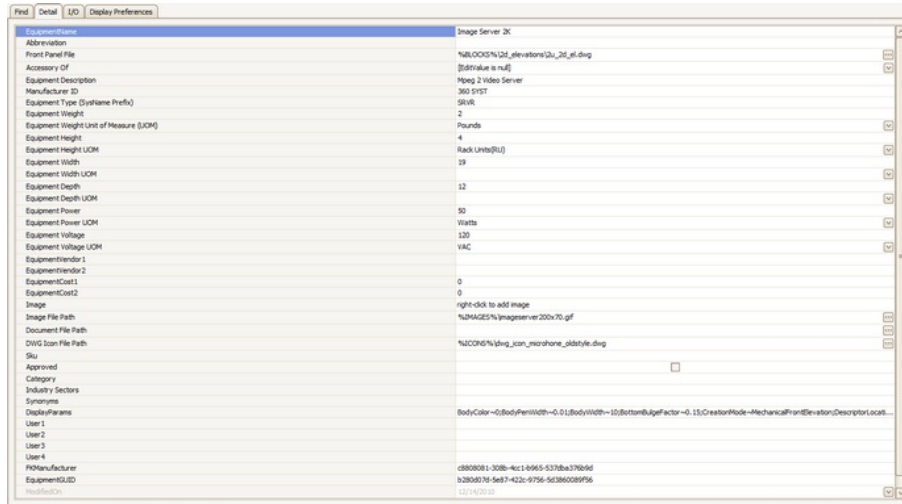 Find Detail I/O Display Preferences
EquipmentName Image Server 2K
Abbreviation
Front Panel File %BLOCKS%\2d_elevations\2u_2d_el.dwg
Accessory Of [EditValue is null]
Equipment Description Mpeg 2 Video Server
Manufacturer ID 360 SYST
Equipment Type (SysName Prefix) SRVR
Equipment Weight 2
Equipment Weight Unit of Measure (UOM) Pounds
Equipment Height 4
Equipment Height UOM Rack Units(RU)
Equipment Width 19
Equipment Width UOM
Equipment Depth 12
Equipment Depth UOM
Equipment Power 50
Equipment Power UOM Watts
Equipment Voltage 120
Equipment Voltage UOM VAC
EquipmentVendor1
EquipmentVendor2
EquipmentCost1 0
EquipmentCost2 0
Image right-click to add image
Image File Path %IMAGES%\imageserver200x70.gif
Document File Path
DWG Icon File Path %ICONS%\dwg_icon_microhone_oldstyle.dwg
Sku
Approved
Category
Industry Sectors
Synonyms
DisplayParams BodyColor~0;BodyPenWidth~0.01;BodyWidth~10;BottomBulgeFactor~0.15;CreationMode~MechanicalFrontElevation;DescriptorLocati...
User1
User2
User3
User4
FKManufacturer c8808081-308b-4cc1-b965-537dba376b9d
EquipmentGUID b280d07d-5e87-422c-9756-5d3860089f56
ModifiedOn 12/14/2010